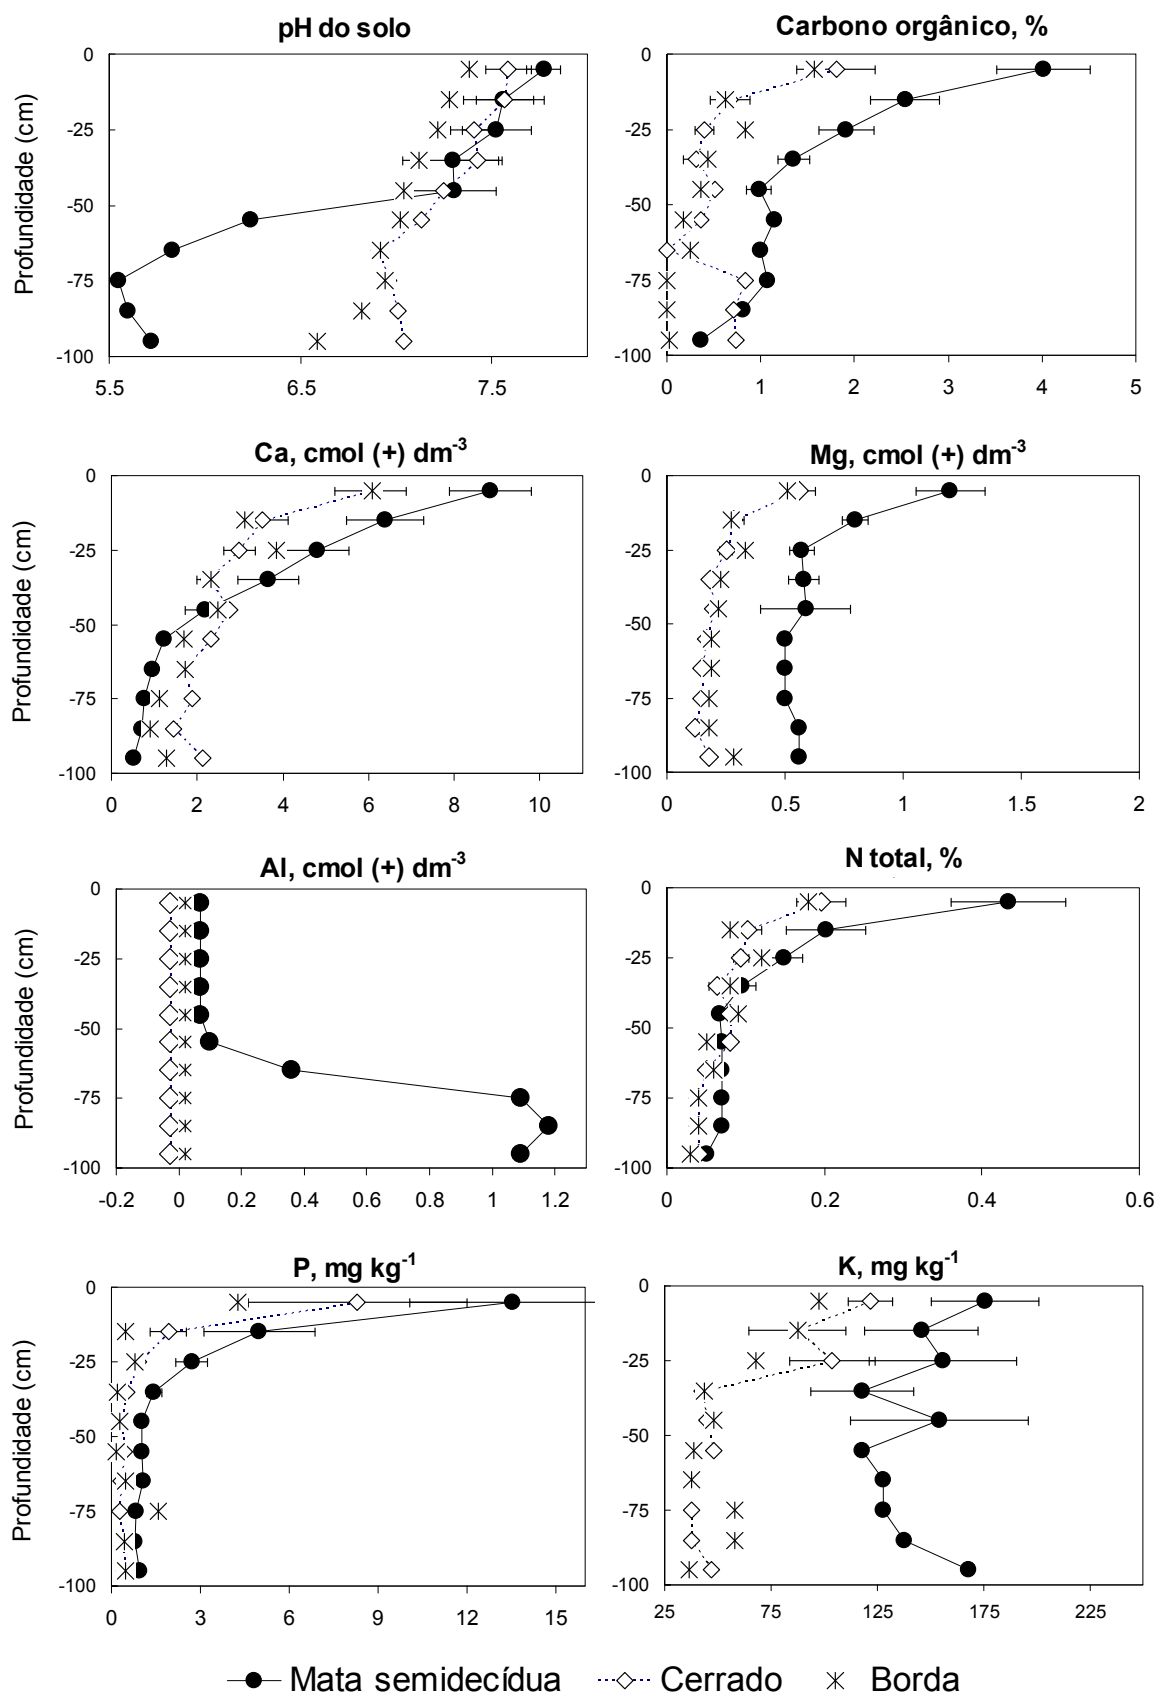 pH do solo
Carbono orgânico, %
Profundidade (cm)
0
-25
-50
-75
-100
5.5 6.5 7.5
0
-25
-50
-75
-100
0 1 2 3 4 5
Ca, cmol (+) dm-3
Mg, cmol (+) dm-3
Profundidade (cm)
0
-25
-50
-75
-100
0 2 4 6 8 10
0
-25
-50
-75
-100
0 0.5 1 1.5 2
Al, cmol (+) dm-3
N total, %
Profundidade (cm)
0
-25
-50
-75
-100
-0.2 0 0.2 0.4 0.6 0.8 1 1.2
0
-25
-50
-75
-100
0 0.2 0.4 0.6
P, mg kg-1
K, mg kg-1
Profundidade (cm)
0
-25
-50
-75
-100
0 3 6 9 12 15
0
-25
-50
-75
-100
25 75 125 175 225
Mata semidecídua Cerrado Borda